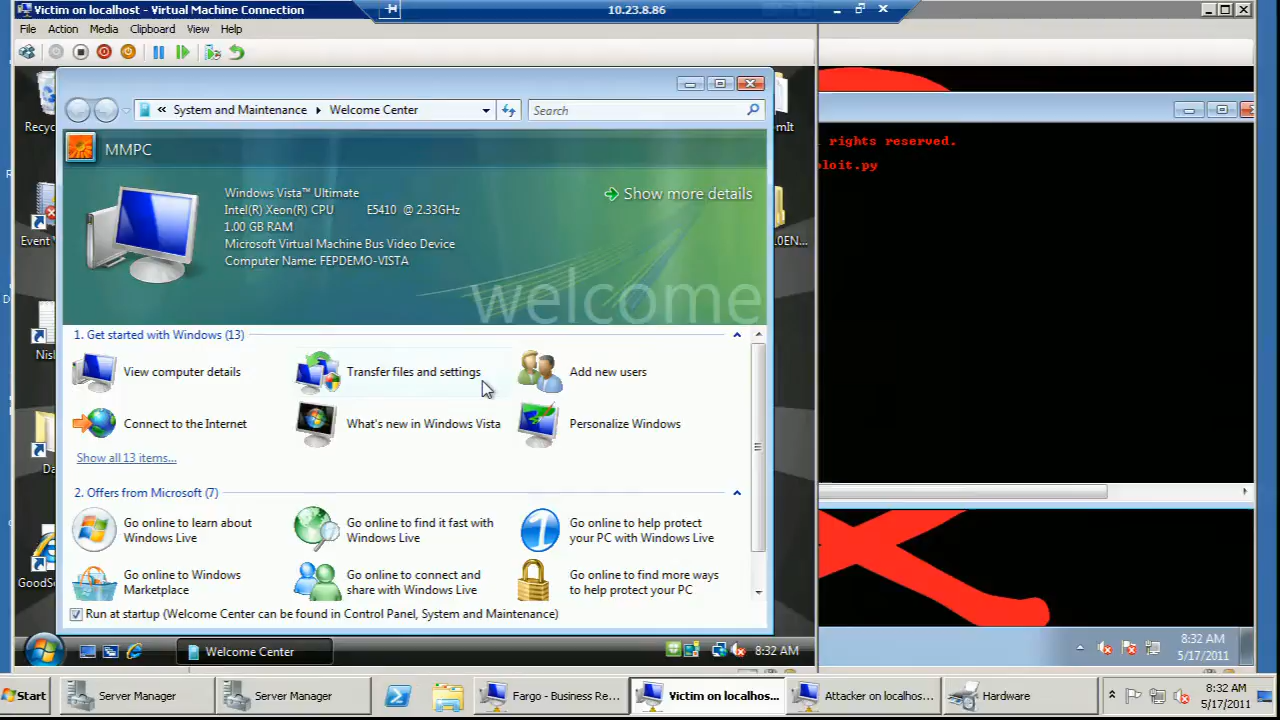 Victim on localhost - Virtual Machine Connection
10.23.8.86
File Action Media Clipboard View Help
System and Maintenance Welcome Center
Search
MMPC
Windows Vista™ Ultimate
Intel(R) Xeon(R) CPU E5410 @ 2.33GHz
1.00 GB RAM
Microsoft Virtual Machine Bus Video Device
Computer Name: FEPDEMO-VISTA
Show more details
welcome
rights reserved.
loit.py
Recyc
Event
Nisl
Da
GoodSe
mIt
0EN...
1. Get started with Windows (13)
View computer details
Transfer files and settings
Add new users
Connect to the Internet
What's new in Windows Vista
Personalize Windows
Show all 13 items...
2. Offers from Microsoft (7)
Go online to learn about
Windows Live
Go online to find it fast with
Windows Live
Go online to help protect
your PC with Windows Live
Go online to Windows
Marketplace
Go online to connect and
share with Windows Live
Go online to find more ways
to help protect your PC
Run at startup (Welcome Center can be found in Control Panel, System and Maintenance)
Welcome Center
8:32 AM
8:32 AM
5/17/2011
Start
Server Manager
Server Manager
Fargo - Business Re...
Victim on localhos...
Attacker on localhos...
Hardware
8:32 AM
5/17/2011